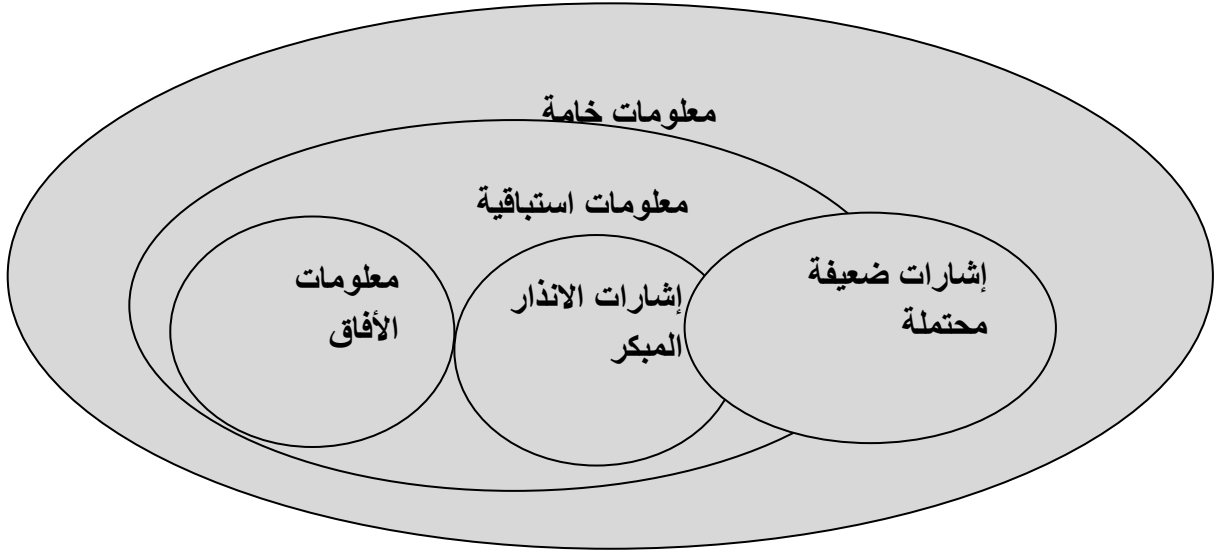 معلومات خامة
معلومات استباقية
إشارات ضعيفة
محتملة
إشارات الانذار
المبكر
معلومات
الأفاق